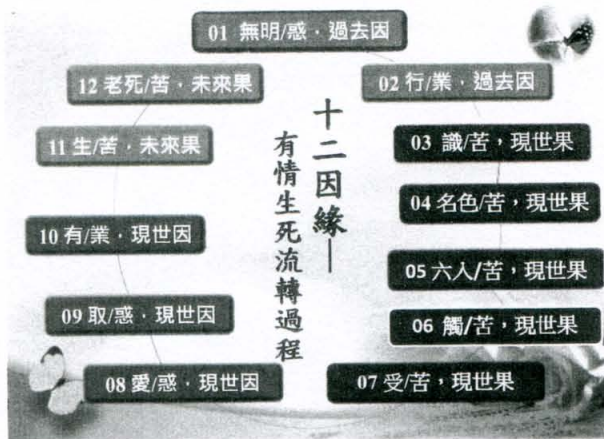 01 無明/惑．過去因
02 行/業．過去因
03 識/苦，現世果
04 名色/苦，現世果
05 六入/苦，現世果
06 觸/苦，現世果
07 受/苦，現世果
08 愛/惑．現世因
09 取/惑．現世因
10 有/業．現世因
11 生/苦．未來果
12 老死/苦．未來果
十二因緣—
有情生死流轉過程